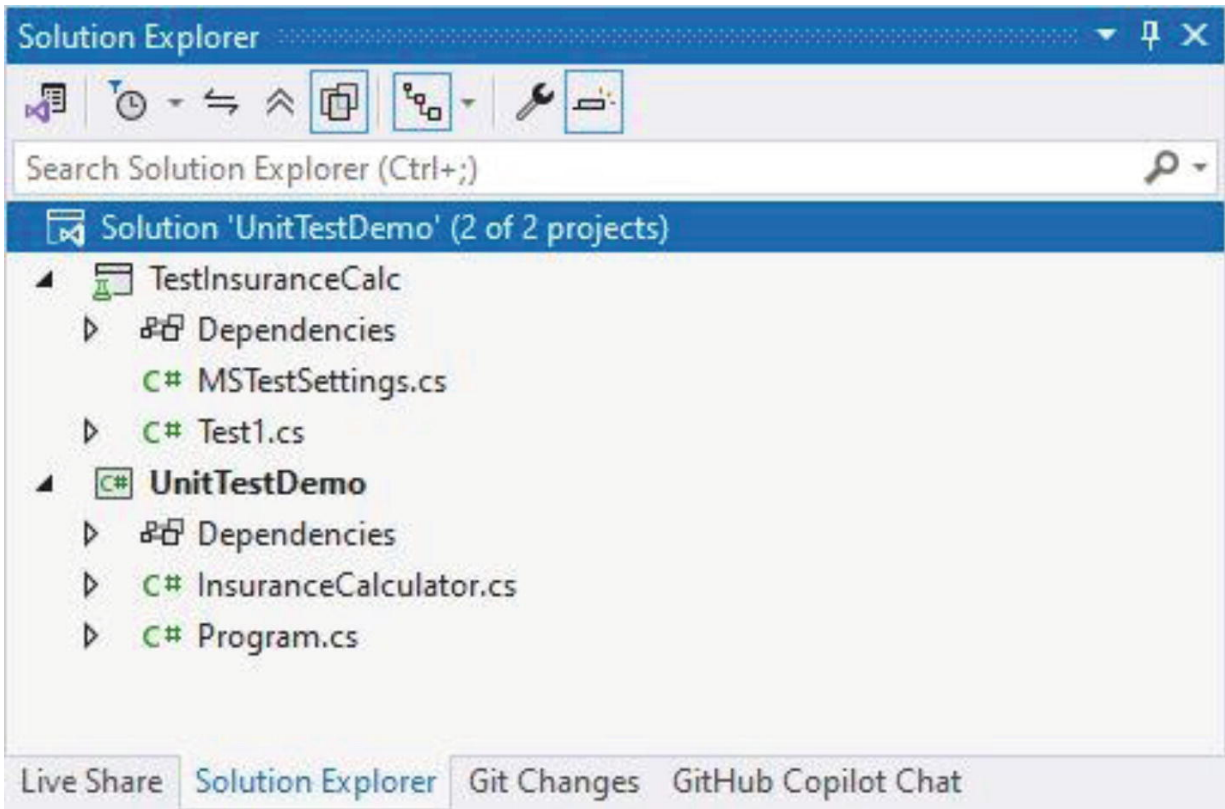 Solution Explorer
Search Solution Explorer (Ctrl+;)
Solution 'UnitTestDemo' (2 of 2 projects)
TestInsuranceCalc
Dependencies
C# MSTestSettings.cs
C# Test1.cs
C# UnitTestDemo
Dependencies
C# InsuranceCalculator.cs
C# Program.cs
Live Share Solution Explorer Git Changes GitHub Copilot Chat